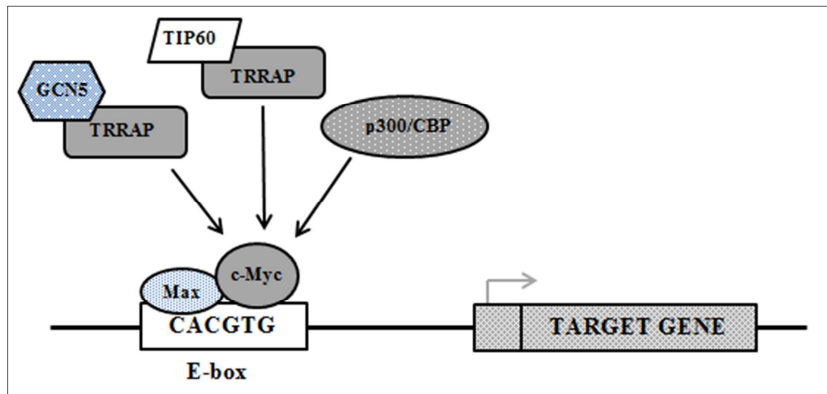 TIP60
TRRAP
GCN5
TRRAP
p300/CBP
c-Myc
Max
CACGTG
TARGET GENE
E-box